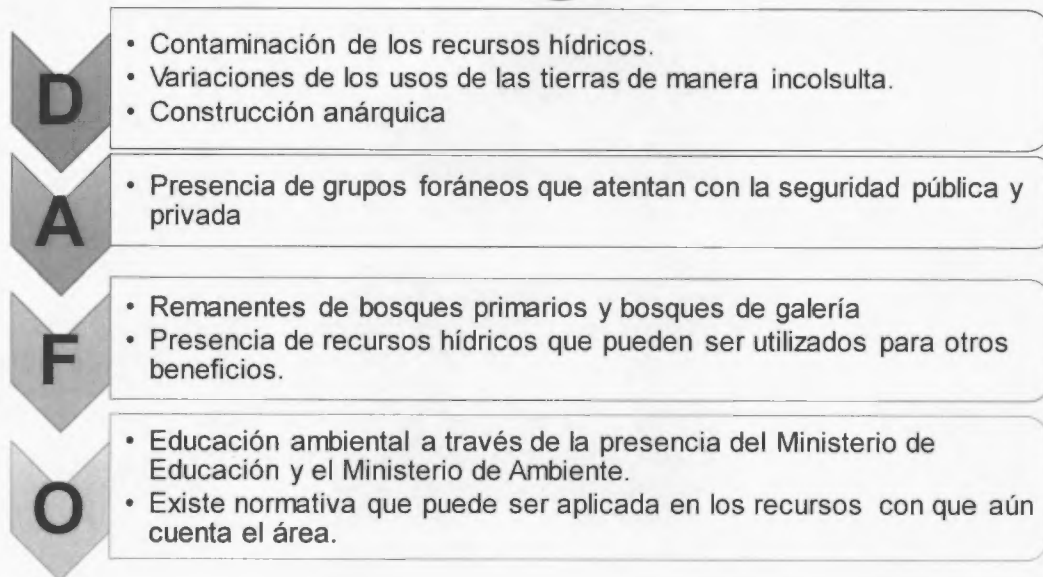 D
• Contaminación de los recursos hídricos.
• Variaciones de los usos de las tierras de manera incolsulta.
• Construcción anárquica
A
• Presencia de grupos foráneos que atentan con la seguridad pública y
privada
F
• Remanentes de bosques primarios y bosques de galería
• Presencia de recursos hídricos que pueden ser utilizados para otros
beneficios.
O
• Educación ambiental a través de la presencia del Ministerio de
Educación y el Ministerio de Ambiente.
• Existe normativa que puede ser aplicada en los recursos con que aún
cuenta el área.